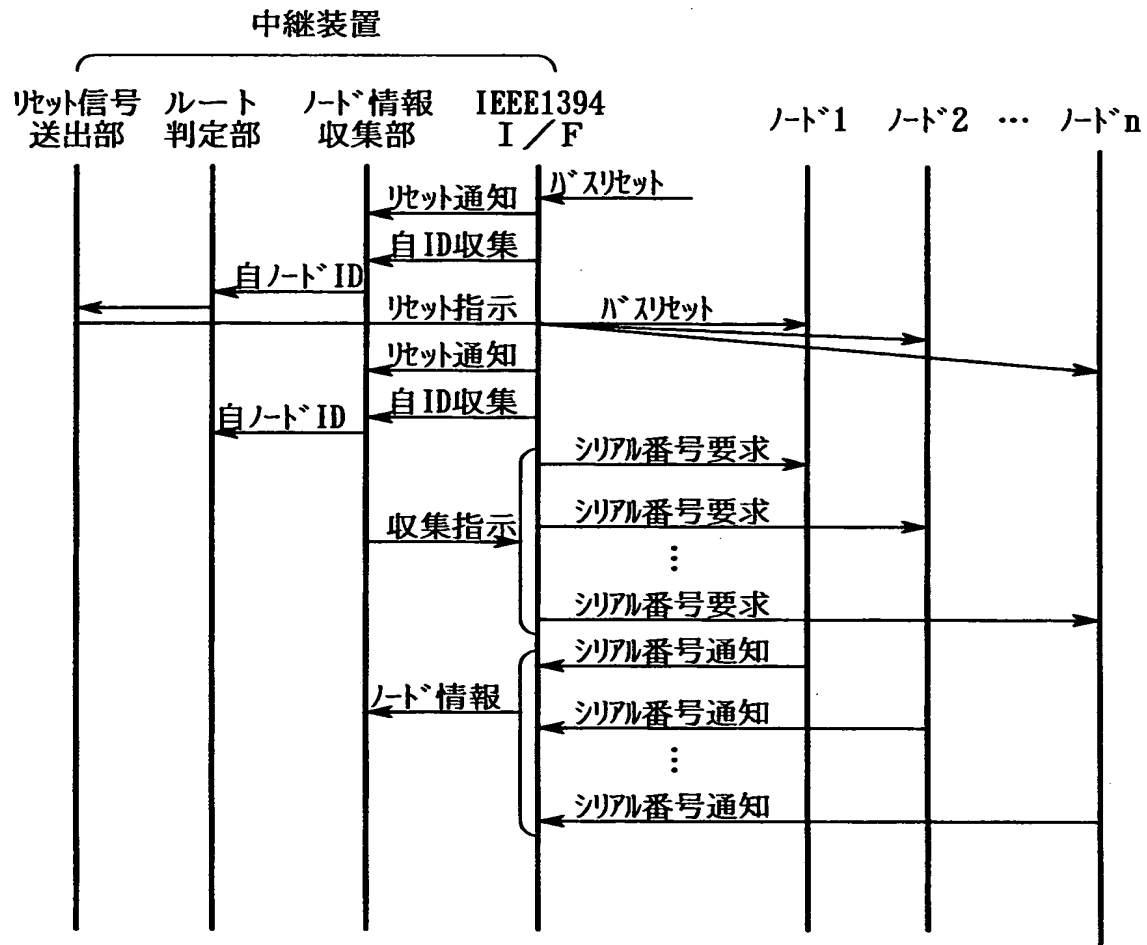 中継装置
ﾘｾｯﾄ信号
送出部
ルート
判定部
ﾉｰﾄﾞ情報
収集部
IEEE1394
I／F
ﾉｰﾄﾞ1
ﾉｰﾄﾞ2
…
ﾉｰﾄﾞn
ﾊﾞｽﾘｾｯﾄ
ﾘｾｯﾄ通知
自ID収集
自ﾉｰﾄﾞID
ﾘｾｯﾄ指示
ﾊﾞｽﾘｾｯﾄ
ﾘｾｯﾄ通知
自ID収集
自ﾉｰﾄﾞID
ｼﾘｱﾙ番号要求
ｼﾘｱﾙ番号要求
収集指示
⋮
ｼﾘｱﾙ番号要求
ｼﾘｱﾙ番号通知
ﾉｰﾄﾞ情報
ｼﾘｱﾙ番号通知
⋮
ｼﾘｱﾙ番号通知